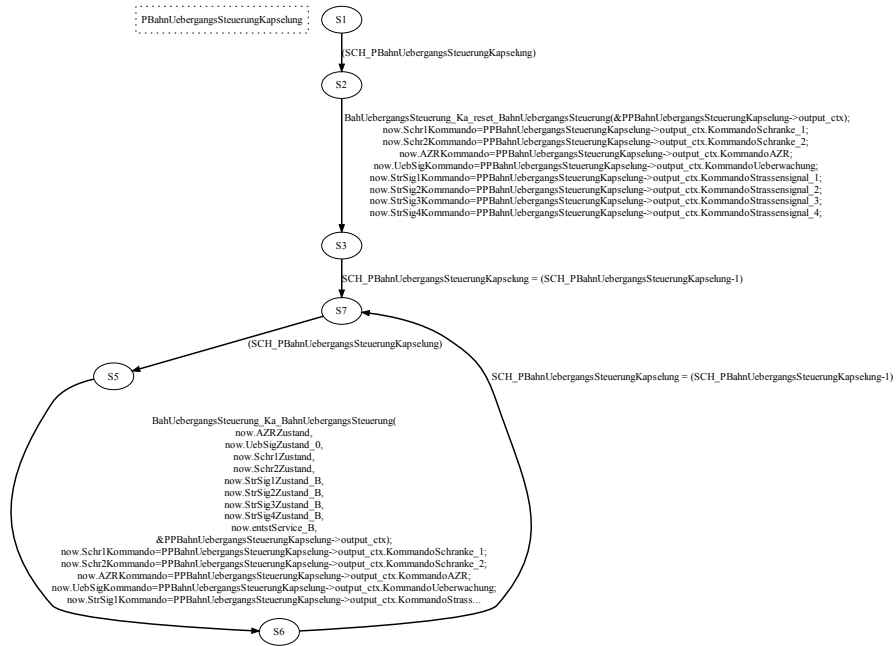 PBahnUebergangsSteuerungKapselung
S1
(SCH_PBahnUebergangsSteuerungKapselung)
S2
BahUebergangsSteuerung_Ka_reset_BahnUebergangsSteuerung(&PPBahnUebergangsSteuerungKapselung->output_ctx);
now.Schr1Kommando=PPBahnUebergangsSteuerungKapselung->output_ctx.KommandoSchranke_1;
now.Schr2Kommando=PPBahnUebergangsSteuerungKapselung->output_ctx.KommandoSchranke_2;
now.AZRKommando=PPBahnUebergangsSteuerungKapselung->output_ctx.KommandoAZR;
now.UebSigKommando=PPBahnUebergangsSteuerungKapselung->output_ctx.KommandoUeberwachung;
now.StrSig1Kommando=PPBahnUebergangsSteuerungKapselung->output_ctx.KommandoStrassensignal_1;
now.StrSig2Kommando=PPBahnUebergangsSteuerungKapselung->output_ctx.KommandoStrassensignal_2;
now.StrSig3Kommando=PPBahnUebergangsSteuerungKapselung->output_ctx.KommandoStrassensignal_3;
now.StrSig4Kommando=PPBahnUebergangsSteuerungKapselung->output_ctx.KommandoStrassensignal_4;
S3
SCH_PBahnUebergangsSteuerungKapselung = (SCH_PBahnUebergangsSteuerungKapselung-1)
S7
(SCH_PBahnUebergangsSteuerungKapselung)
S5
SCH_PBahnUebergangsSteuerungKapselung = (SCH_PBahnUebergangsSteuerungKapselung-1)
BahUebergangsSteuerung_Ka_BahnUebergangsSteuerung(
now.AZRZustand,
now.UebSigZustand_0,
now.Schr1Zustand,
now.Schr2Zustand,
now.StrSig1Zustand_B,
now.StrSig2Zustand_B,
now.StrSig3Zustand_B,
now.StrSig4Zustand_B,
now.entstService_B,
&PPBahnUebergangsSteuerungKapselung->output_ctx);
now.Schr1Kommando=PPBahnUebergangsSteuerungKapselung->output_ctx.KommandoSchranke_1;
now.Schr2Kommando=PPBahnUebergangsSteuerungKapselung->output_ctx.KommandoSchranke_2;
now.AZRKommando=PPBahnUebergangsSteuerungKapselung->output_ctx.KommandoAZR;
now.UebSigKommando=PPBahnUebergangsSteuerungKapselung->output_ctx.KommandoUeberwachung;
now.StrSig1Kommando=PPBahnUebergangsSteuerungKapselung->output_ctx.KommandoStrass...
S6